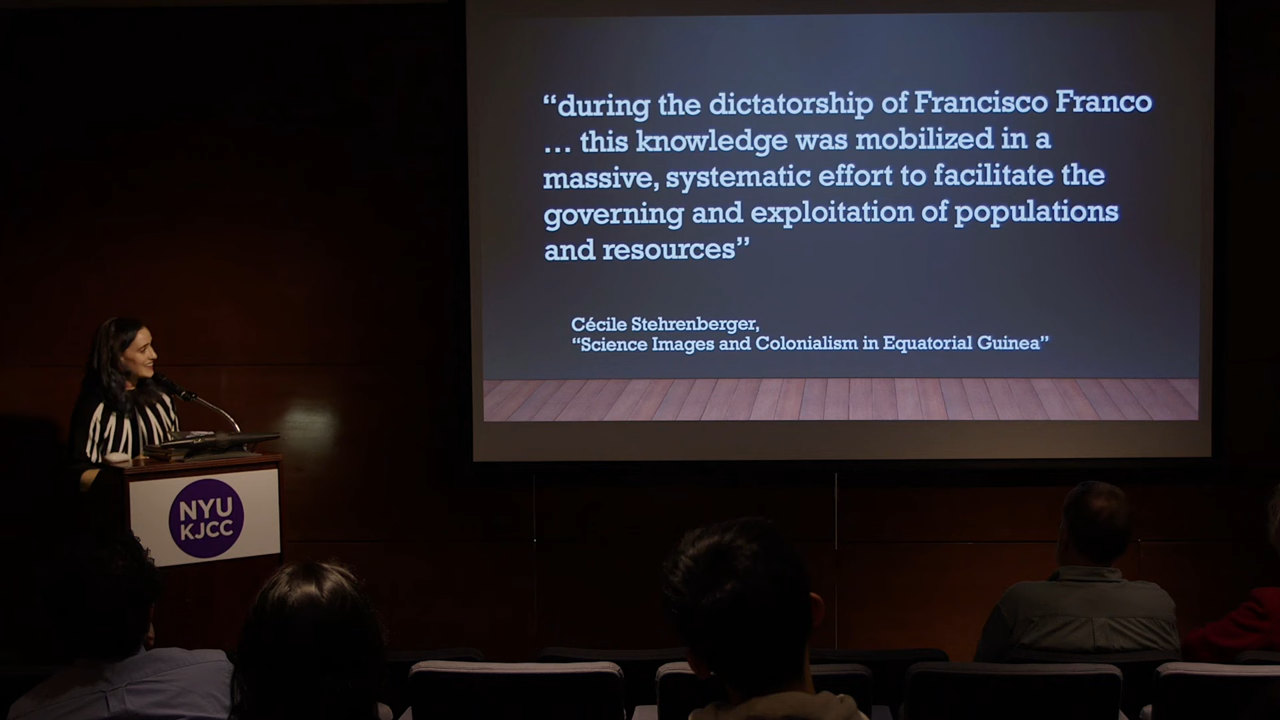 “during the dictatorship of Francisco Franco
… this knowledge was mobilized in a
massive, systematic effort to facilitate the
governing and exploitation of populations
and resources”
Cécile Stehrenberger,
“Science Images and Colonialism in Equatorial Guinea”
NYU
KJCC